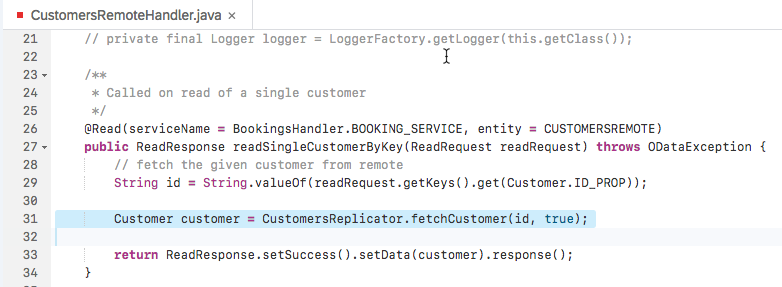 CustomersRemoteHandler.java ×
21 // private final Logger logger = LoggerFactory.getLogger(this.getClass());
22
23 /**
24 * Called on read of a single customer
25 */
26 @Read(serviceName = BookingsHandler.BOOKING_SERVICE, entity = CUSTOMERSREMOTE)
27 public ReadResponse readSingleCustomerByKey(ReadRequest readRequest) throws ODataException {
28 // fetch the given customer from remote
29 String id = String.valueOf(readRequest.getKeys().get(Customer.ID_PROP));
30
31 Customer customer = CustomersReplicator.fetchCustomer(id, true);
32
33 return ReadResponse.setSuccess().setData(customer).response();
34 }